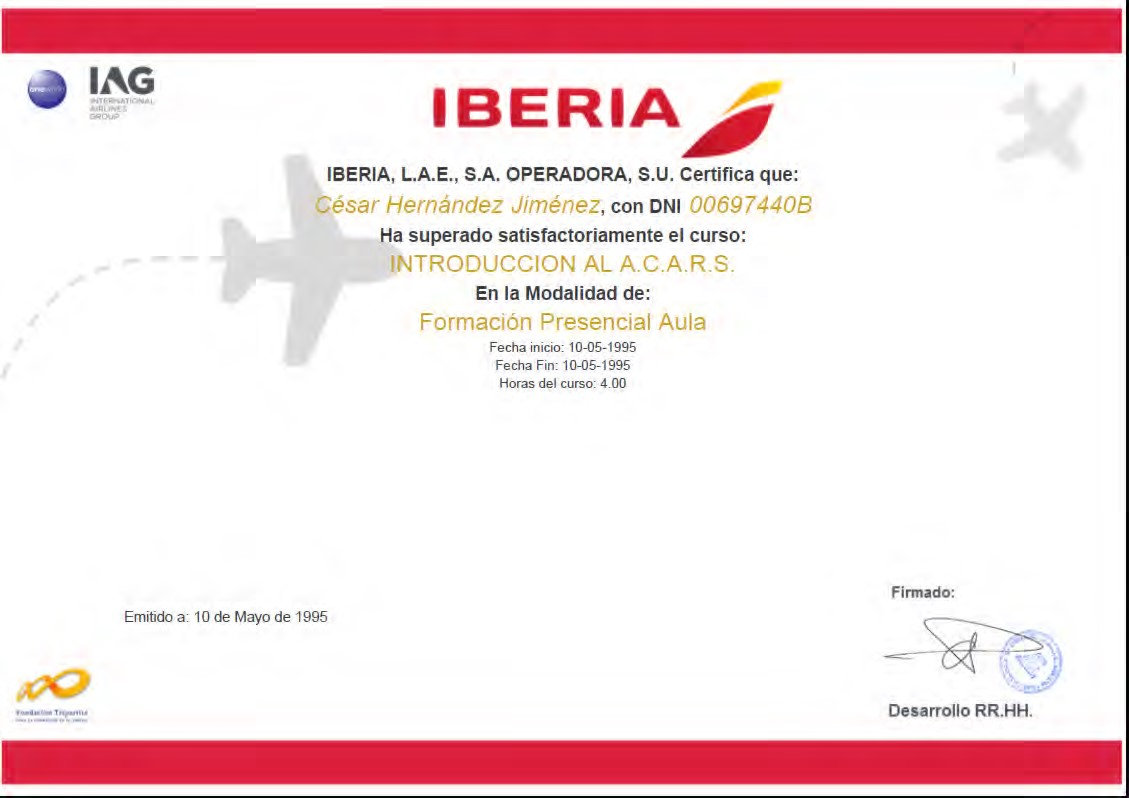 IAG
INTERNATIONAL
AIRLINES
GROUP
IBERIA
IBERIA, L.A.E., S.A. OPERADORA, S.U. Certifica que:
César Hernández Jiménez, con DNI 00697440B
Ha superado satisfactoriamente el curso:
INTRODUCCION AL A.C.A.R.S.
En la Modalidad de:
Formación Presencial Aula
Fecha inicio: 10-05-1995
Fecha Fin: 10-05-1995
Horas del curso: 4.00
Firmado:
Emitido a: 10 de Mayo de 1995
Fundación Tripartita
Desarrollo RR.HH.